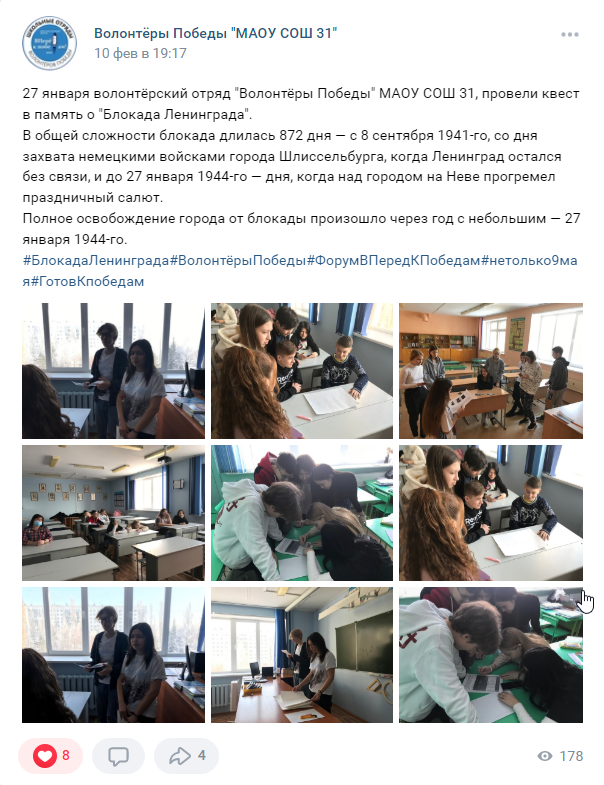 Волонтёры Победы "МАОУ СОШ 31"
10 фев в 19:17
27 января волонтёрский отряд "Волонтёры Победы" МАОУ СОШ 31, провели квест
в память о "Блокада Ленинграда".
В общей сложности блокада длилась 872 дня — с 8 сентября 1941-го, со дня
захвата немецкими войсками города Шлиссельбурга, когда Ленинград остался
без связи, и до 27 января 1944-го — дня, когда над городом на Неве прогремел
праздничный салют.
Полное освобождение города от блокады произошло через год с небольшим — 27
января 1944-го.
#БлокадаЛенинграда#ВолонтёрыПобеды#ФорумВПередКПобедам#нетолько9ма
я#ГотовКпобедам
8
4
178